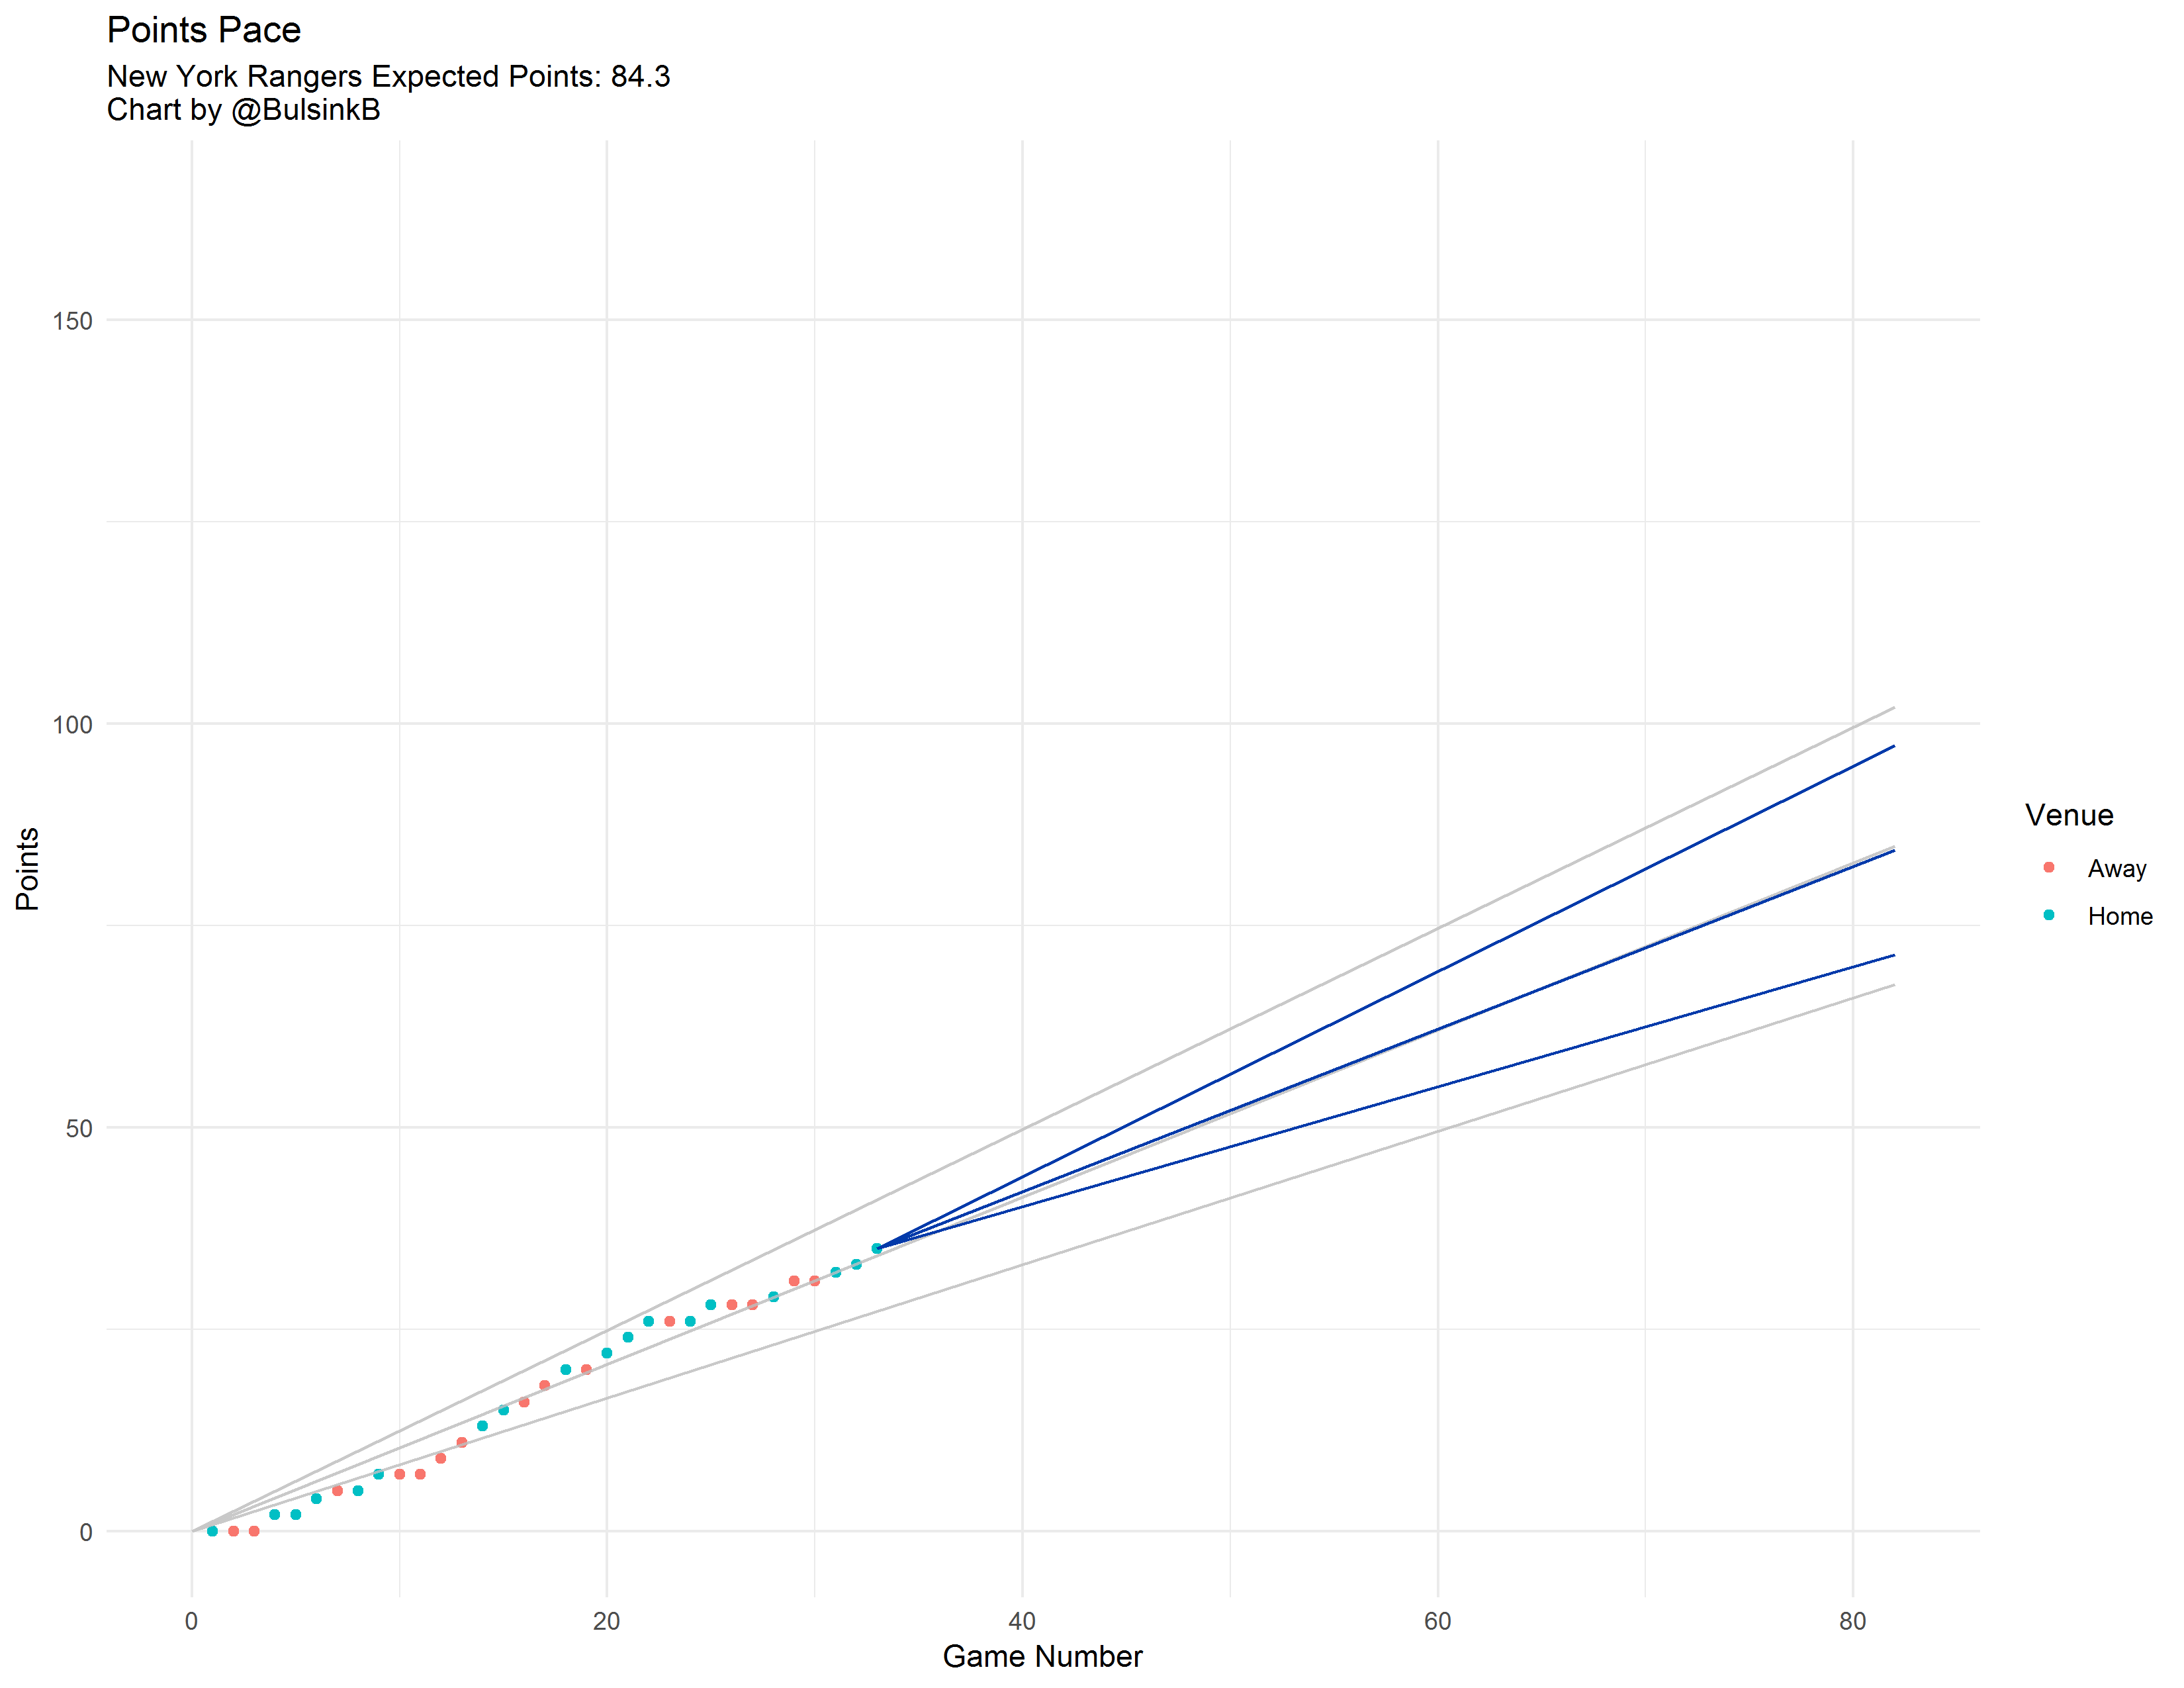 Points Pace
New York Rangers Expected Points: 84.3
Chart by @BulsinkB
150
100
50
0
Points
0 20 40 60 80
Game Number
Venue
Away
Home